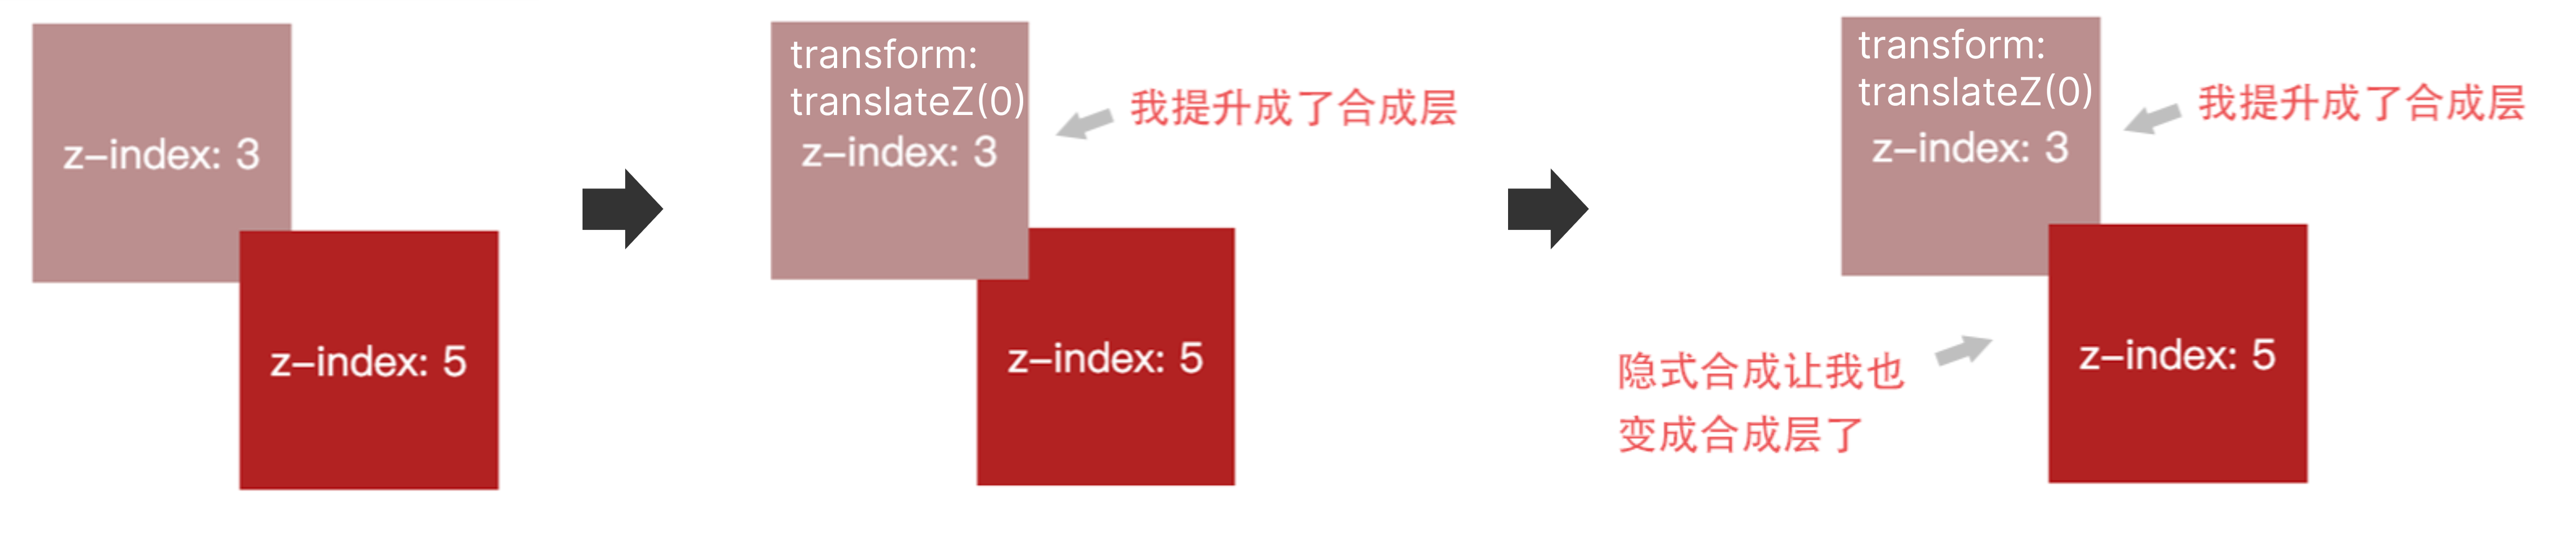 z-index: 3
z-index: 5
transform:
translateZ(0)
z-index: 3
我提升成了合成层
z-index: 5
transform:
translateZ(0)
z-index: 3
我提升成了合成层
隐式合成让我也
变成合成层了
z-index: 5